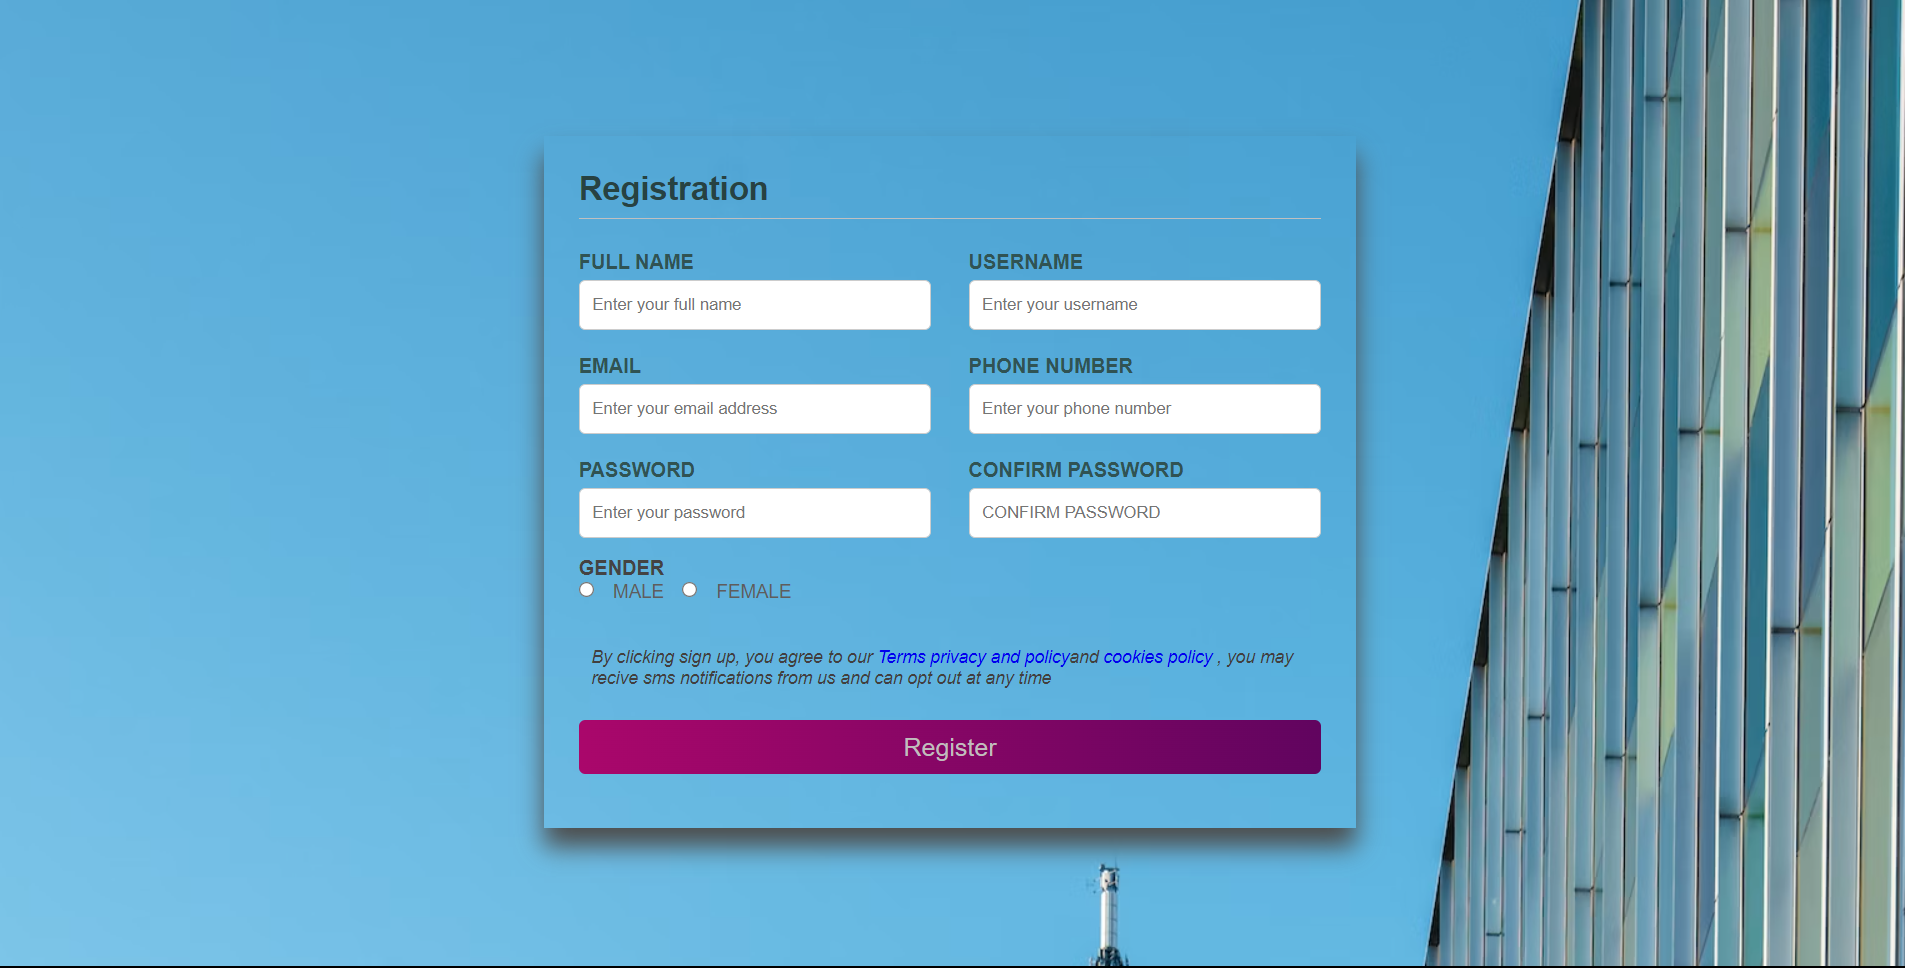 Registration
FULL NAME
USERNAME
Enter your full name
Enter your username
EMAIL
PHONE NUMBER
Enter your email address
Enter your phone number
PASSWORD
CONFIRM PASSWORD
Enter your password
CONFIRM PASSWORD
GENDER
MALE FEMALE
By clicking sign up, you agree to our Terms privacy and policyand cookies policy , you may
recive sms notifications from us and can opt out at any time
Register